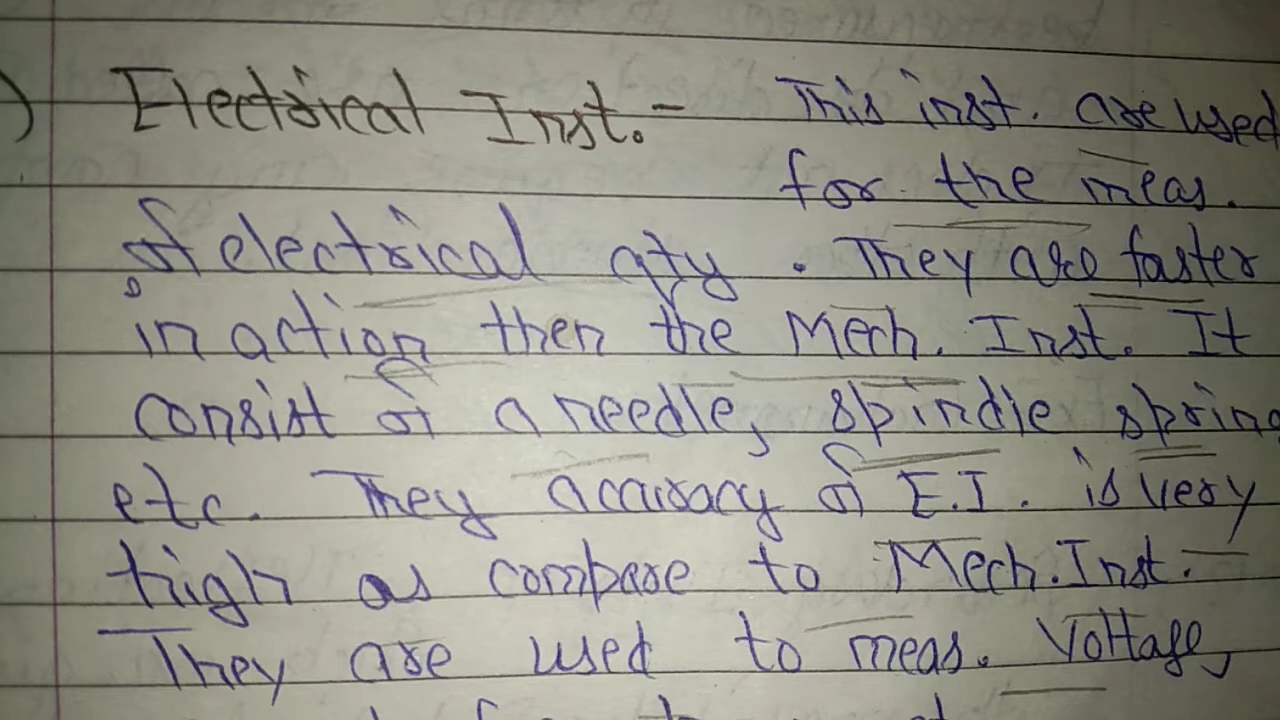 ) Electrical Inst. - This inst. are used
for the meas.
of electrical qty. They are faster
in action then the Mech. Inst. It
consist of a needle, spindle spring
etc. They accuracy of E.I. is very
high as compare to Mech. Inst.
They are used to meas. Voltage,